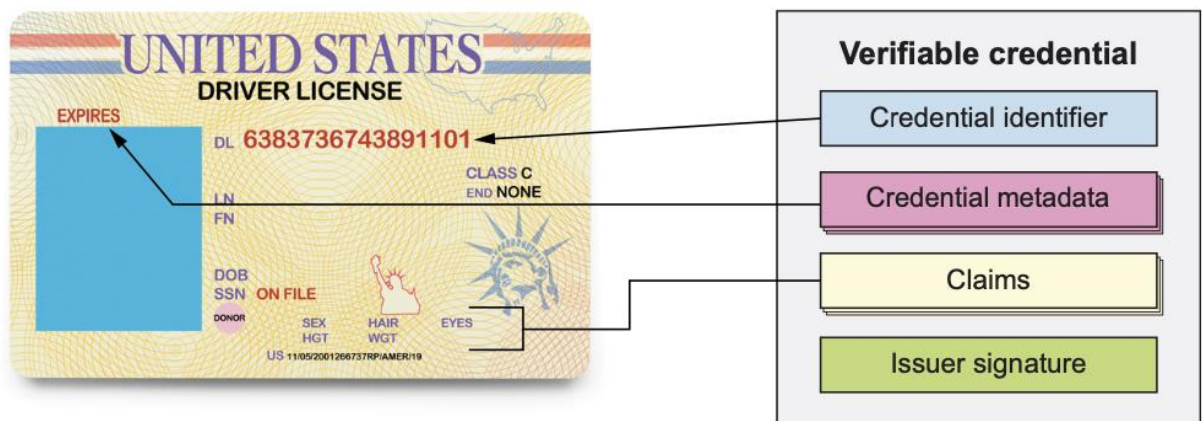 UNITED STATES
DRIVER LICENSE
EXPIRES
DL 6383736743891101
CLASS C
END NONE
LN
FN
DOB
SSN ON FILE
DONOR
SEX HAIR EYES
HGT WGT
US 11/05/2001266737RP/AMER/19
Verifiable credential
Credential identifier
Credential metadata
Claims
Issuer signature